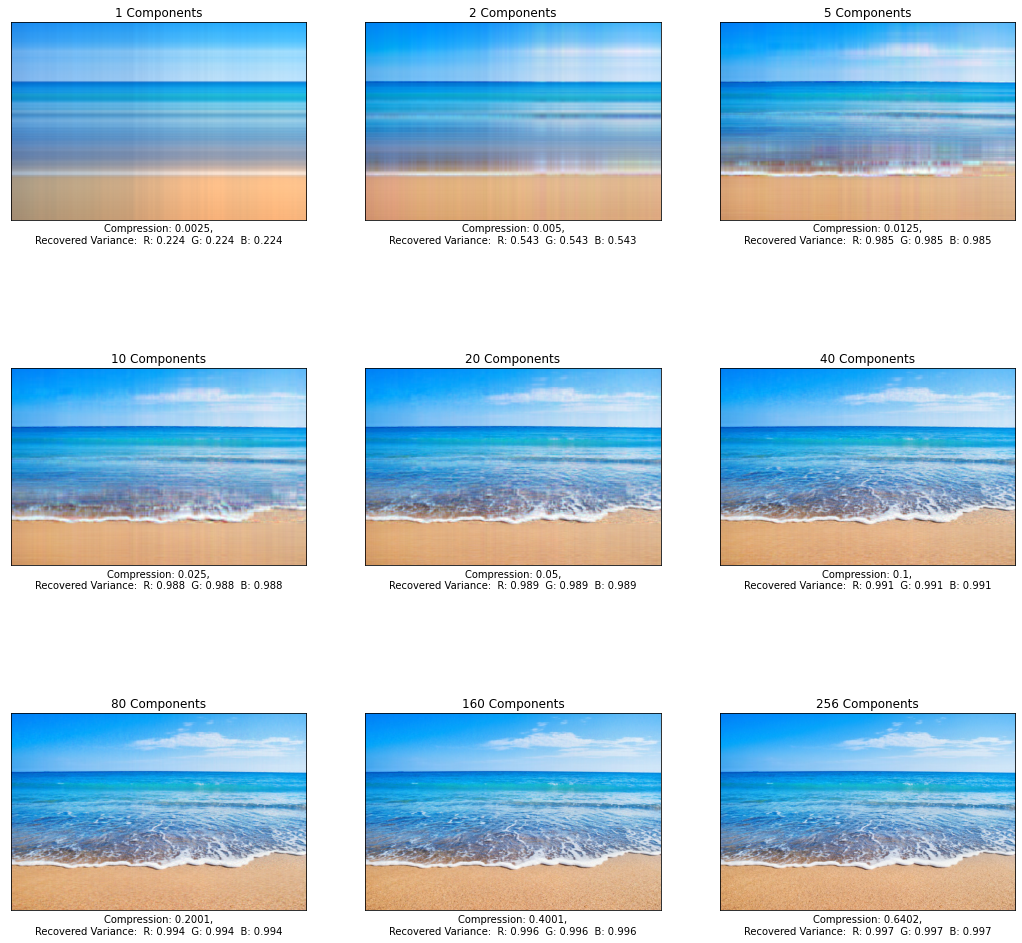 1 Components
Compression: 0.0025,
Recovered Variance:  R: 0.224  G: 0.224  B: 0.224
2 Components
Compression: 0.005,
Recovered Variance:  R: 0.543  G: 0.543  B: 0.543
5 Components
Compression: 0.0125,
Recovered Variance:  R: 0.985  G: 0.985  B: 0.985
10 Components
Compression: 0.025,
Recovered Variance:  R: 0.988  G: 0.988  B: 0.988
20 Components
Compression: 0.05,
Recovered Variance:  R: 0.989  G: 0.989  B: 0.989
40 Components
Compression: 0.1,
Recovered Variance:  R: 0.991  G: 0.991  B: 0.991
80 Components
Compression: 0.2001,
Recovered Variance:  R: 0.994  G: 0.994  B: 0.994
160 Components
Compression: 0.4001,
Recovered Variance:  R: 0.996  G: 0.996  B: 0.996
256 Components
Compression: 0.6402,
Recovered Variance:  R: 0.997  G: 0.997  B: 0.997